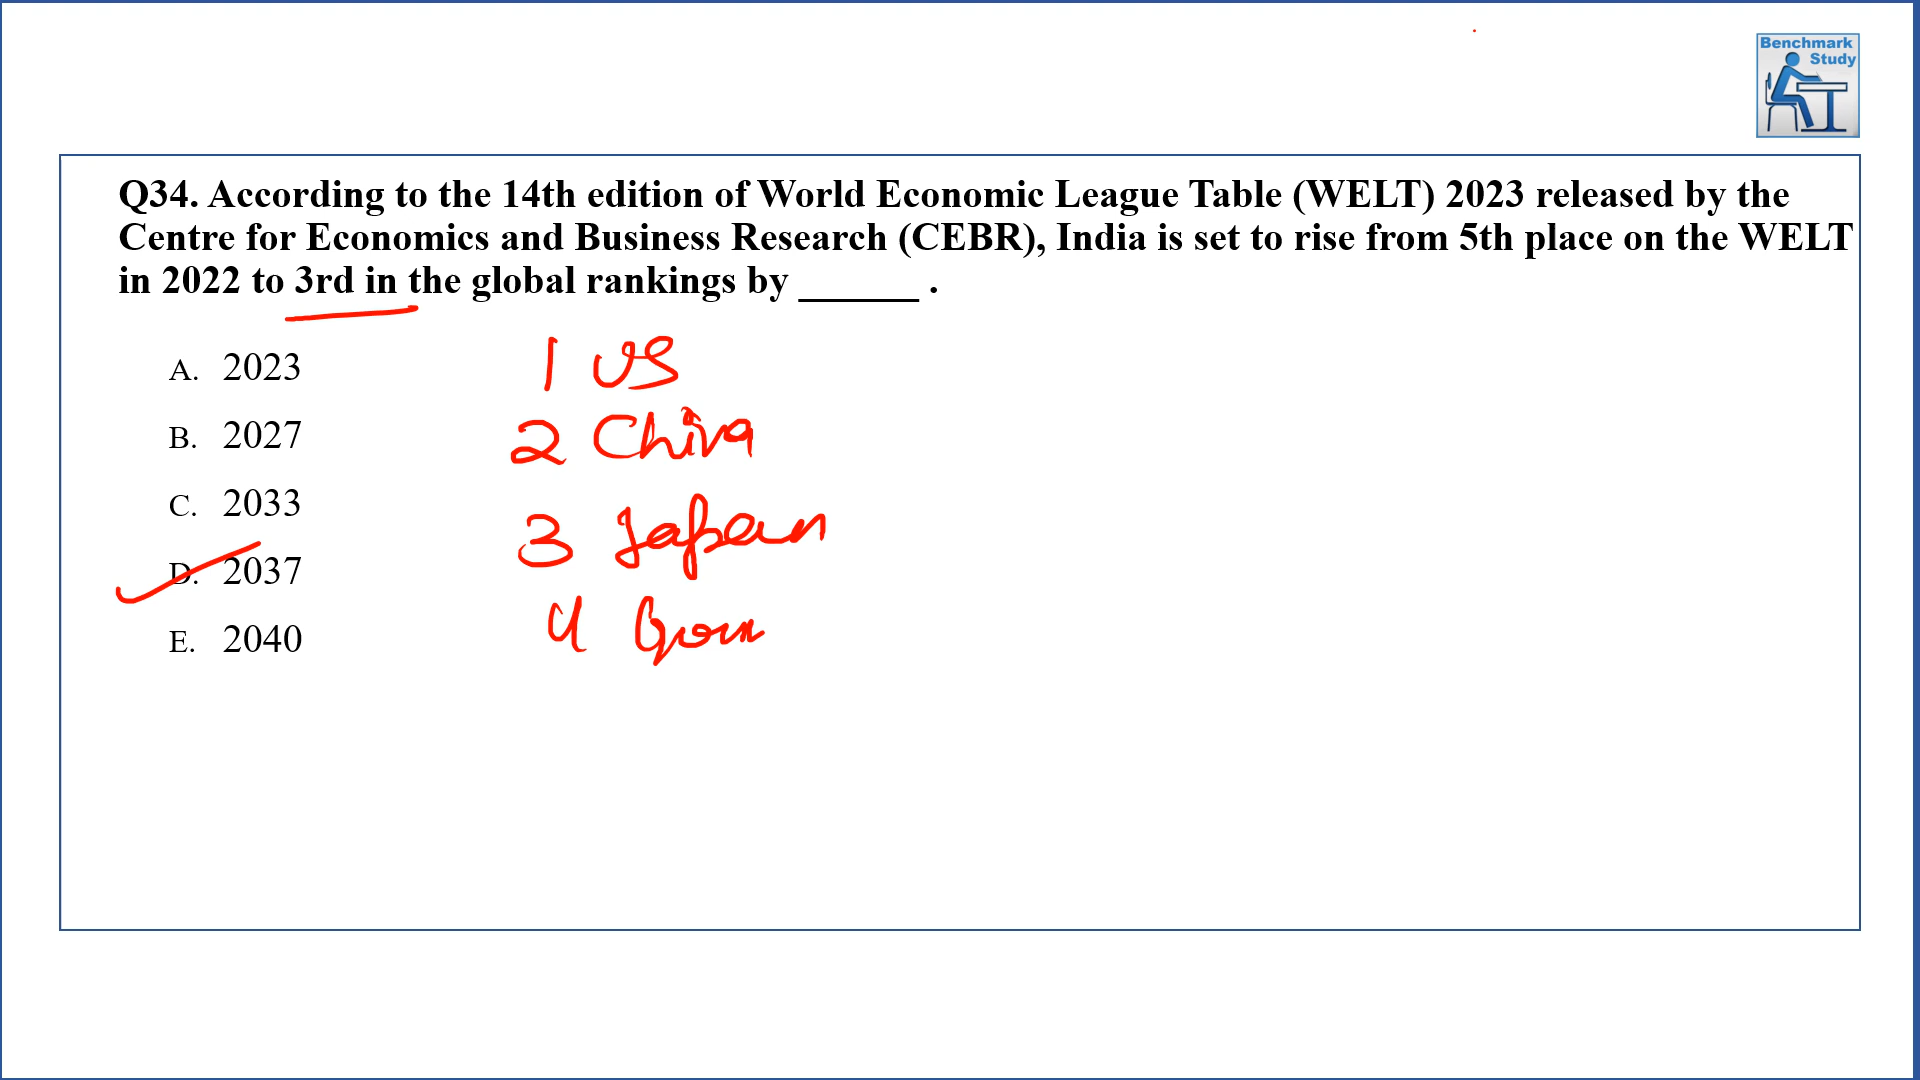 Benchmark
Study
Q34. According to the 14th edition of World Economic League Table (WELT) 2023 released by the
Centre for Economics and Business Research (CEBR), India is set to rise from 5th place on the WELT
in 2022 to 3rd in the global rankings by ______ .
A. 2023
B. 2027
C. 2033
D. 2037
E. 2040
1 US
2 China
3 Japan
4